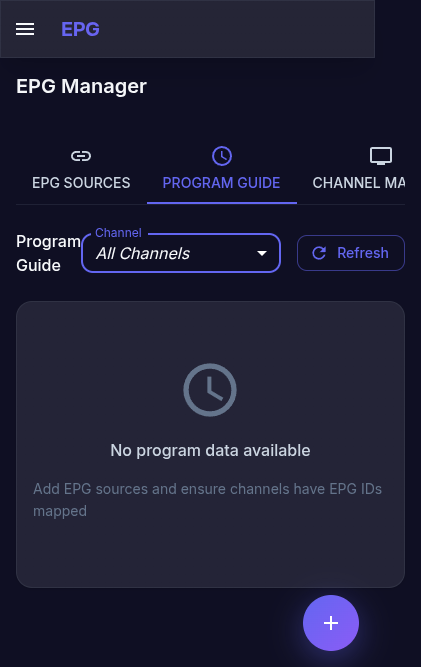 EPG
EPG Manager
EPG SOURCES
PROGRAM GUIDE
CHANNEL MA
Program
Guide
Channel
All Channels
Refresh
No program data available
Add EPG sources and ensure channels have EPG IDs
mapped